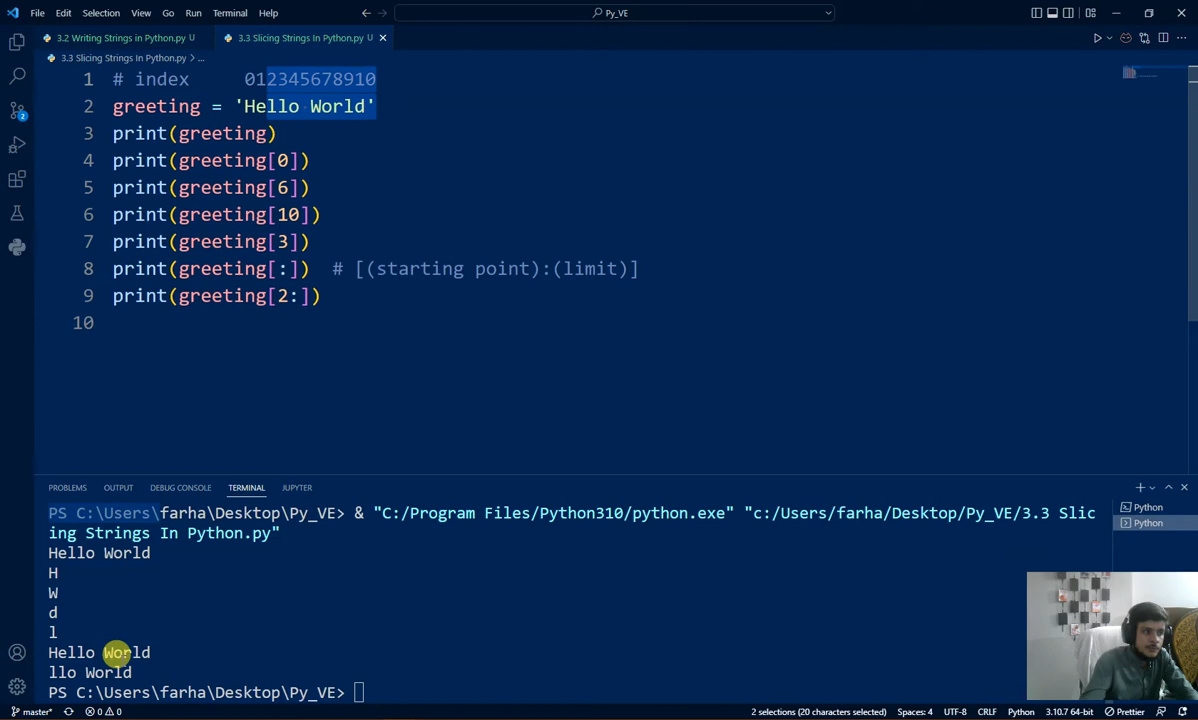 File Edit Selection View Go Run Terminal Help
Py_VE
3.2 Writing Strings in Python.py U
3.3 Slicing Strings In Python.py U
3.3 Slicing Strings In Python.py > ...
1 # index 012345678910
2 greeting = 'Hello World'
3 print(greeting)
4 print(greeting[0])
5 print(greeting[6])
6 print(greeting[10])
7 print(greeting[3])
8 print(greeting[:]) # [(starting point):(limit)]
9 print(greeting[2:])
10
2
PROBLEMS OUTPUT DEBUG CONSOLE TERMINAL JUPYTER
PS C:\Users\farha\Desktop\Py_VE> & "C:/Program Files/Python310/python.exe" "c:/Users/farha/Desktop/Py_VE/3.3 Slic
ing Strings In Python.py"
Hello World
H
W
d
l
Hello World
llo World
PS C:\Users\farha\Desktop\Py_VE>
Python
Python
master* 0 0 2 selections (20 characters selected) Spaces: 4 UTF-8 CRLF Python 3.10.7 64-bit Prettier